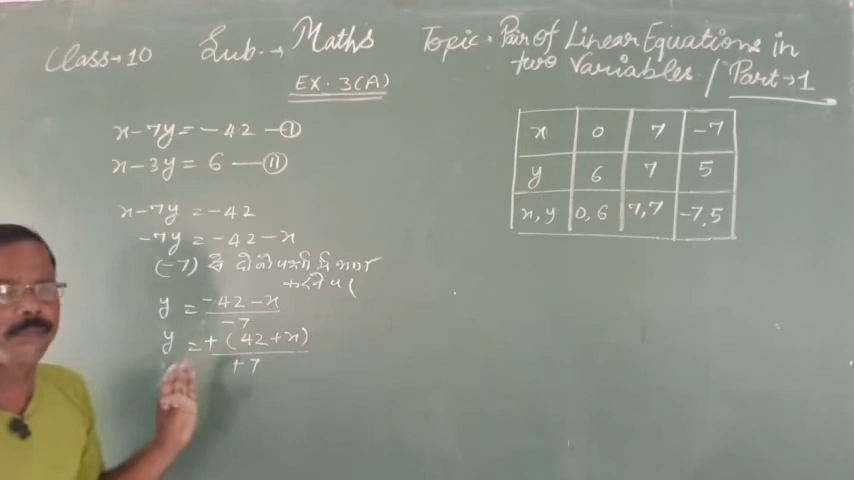 Class→10 Sub.→ Maths Topic. Pair of Linear Equations in
two Variables / Part→1
EX. 3(A)
x-7y=-42 —(I)
x-3y=6 —(II)
x-7y=-42
-7y=-42-x
(-7) से दोनों पक्षों
y = -42-x / -7
y = +(42+x) / +7
x 0 7 -7
y 6 7 5
x,y 0,6 7,7 -7,5